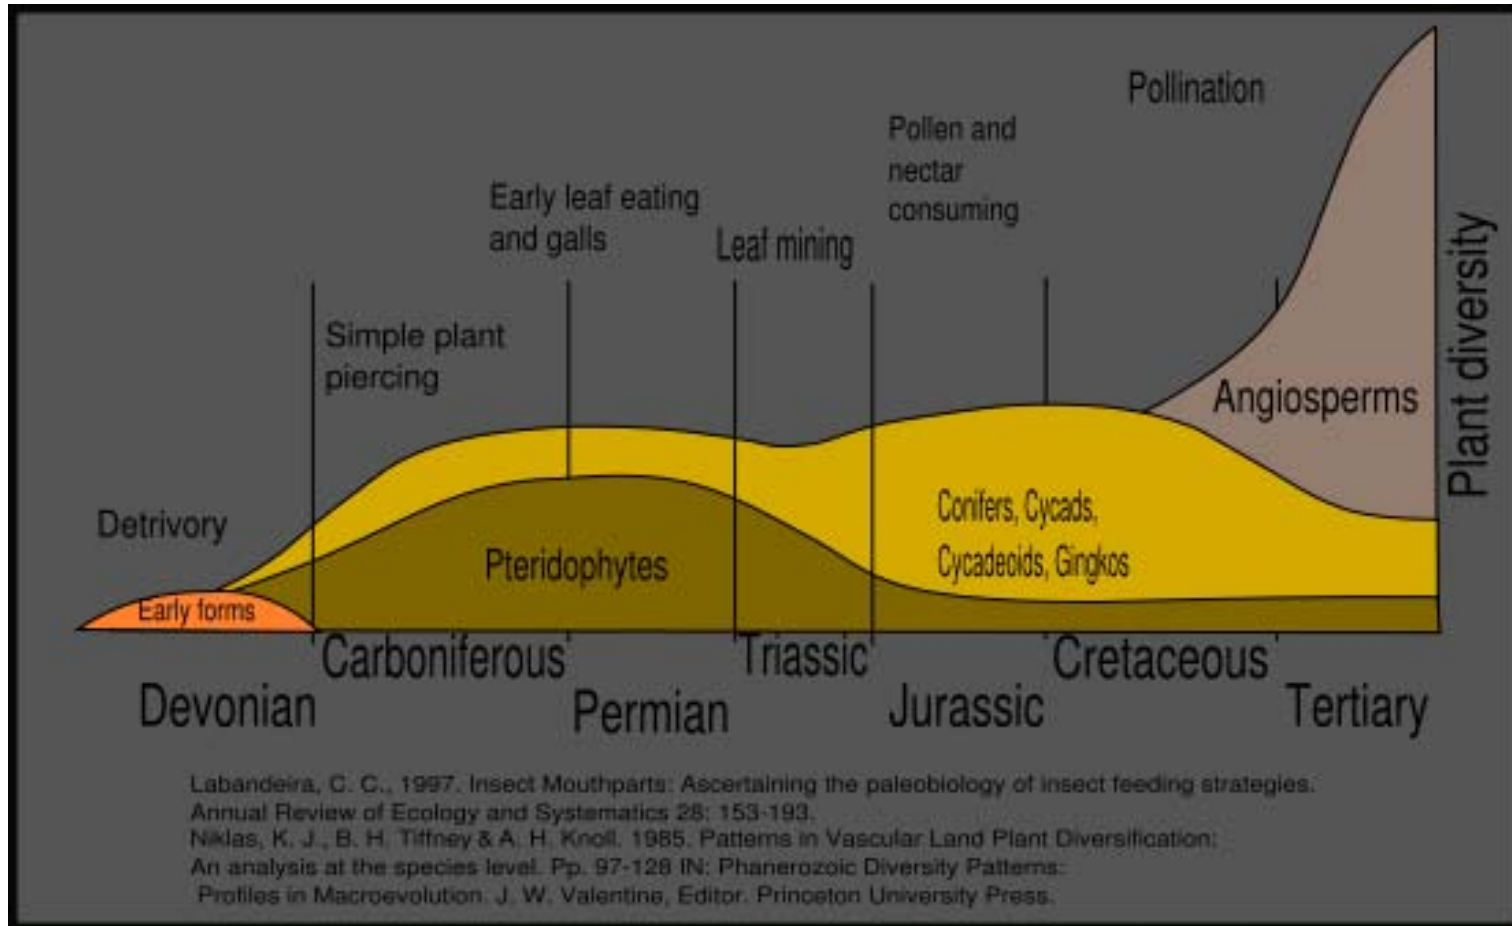 Pollination
Pollen and
nectar
consuming
Early leaf eating
and galls
Leaf mining
Simple plant
piercing
Detrivory
Plant diversity
Angiosperms
Conifers, Cycads,
Cycadeoids, Gingkos
Pteridophytes
Early forms
Carboniferous
Triassic
Cretaceous
Devonian
Permian
Jurassic
Tertiary
Labandeira, C. C., 1997. Insect Mouthparts: Ascertaining the paleobiology of insect feeding strategies.
Annual Review of Ecology and Systematics 28: 153-193.
Niklas, K. J., B. H. Tiffney & A. H. Knoll. 1985. Patterns in Vascular Land Plant Diversification:
An analysis at the species level. Pp. 97-128 IN: Phanerozoic Diversity Patterns:
Profiles in Macroevolution. J. W. Valentine, Editor. Princeton University Press.